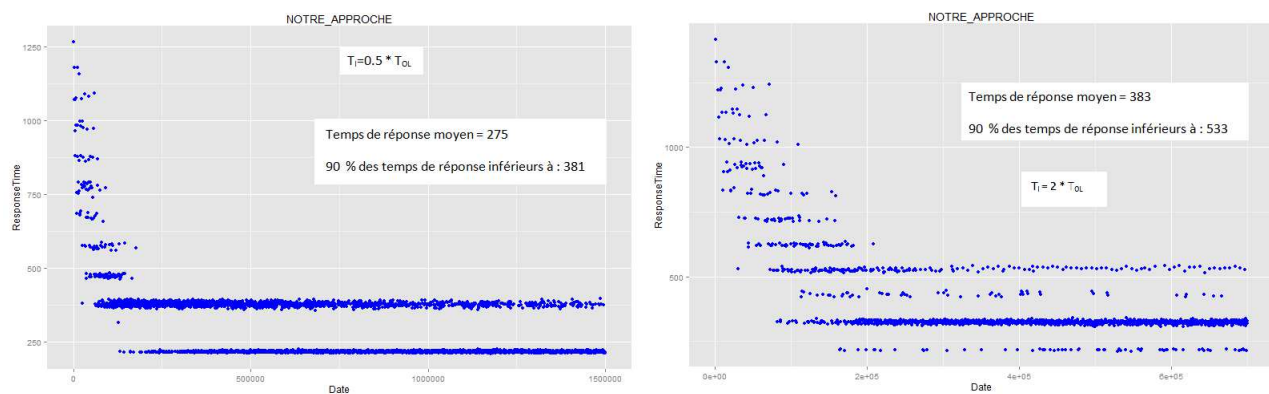 NOTRE_APPROCHE
TI=0.5 * TOL
Temps de réponse moyen = 275
90 % des temps de réponse inférieurs à : 381
ResponseTime
1250
1000
750
500
250
0
500000
1000000
1500000
Date
NOTRE_APPROCHE
Temps de réponse moyen = 383
90 % des temps de réponse inférieurs à : 533
TI = 2 * TOL
ResponseTime
1000
500
0e+00
2e+05
4e+05
6e+05
Date